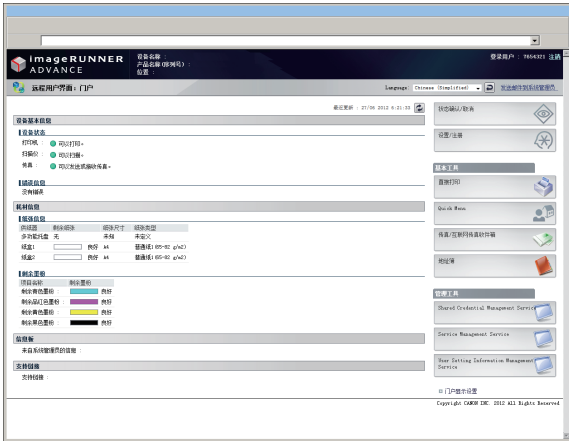 imageRUNNER
ADVANCE
设备名称 :
产品名称(序列号) :
位置 :
登录用户 : 7654321 注销
远程用户界面:门户
Language: Chinese (Simplified)
发送邮件到系统管理员
最近更新 : 27/06 2012 6:21:33
设备基本信息
设备状态
打印机 : 可以打印。
扫描仪 : 可以扫描。
传真 : 可以发送或接收传真。
错误信息
没有错误
耗材信息
纸张信息
供纸器 剩余纸张 纸张尺寸 纸张类型
多功能托盘 无 未知 未定义
纸盒1 良好 A4 普通纸1(65-82 g/m2)
纸盒2 良好 A4 普通纸1(65-82 g/m2)
剩余墨粉
项目名称 剩余量
剩余青色墨粉 : 良好
剩余品红色墨粉 : 良好
剩余黄色墨粉 : 良好
剩余黑色墨粉 : 良好
信息板
来自系统管理员的信息 :
支持链接
支持链接 :
状态确认/取消
设置/注册
基本工具
直接打印
Quick Menu
传真/互联网传真软件箱
地址簿
管理工具
Shared Credential Management Service
Service Management Service
User Setting Information Management
Service
门户显示设置
Copyright CANON INC. 2012 All Rights Reserved